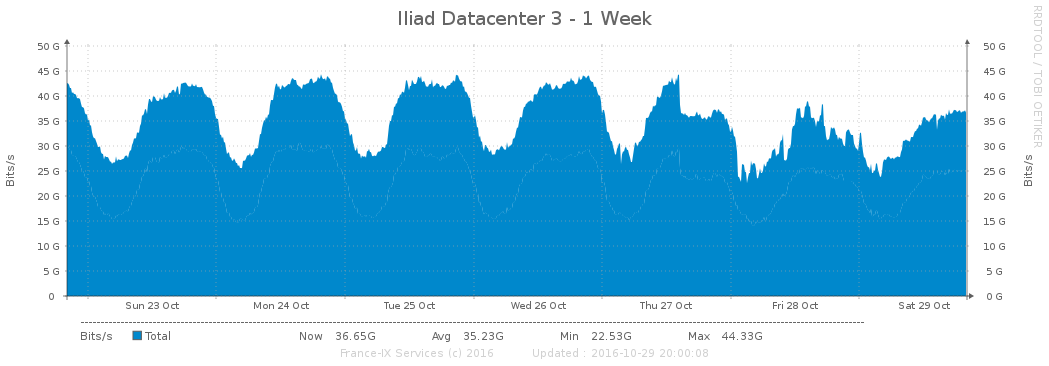 Iliad Datacenter 3 - 1 Week
RRDTOOL / TOBI OETIKER
50 G 50 G
45 G 45 G
40 G 40 G
35 G 35 G
30 G 30 G
25 G 25 G
20 G 20 G
15 G 15 G
10 G 10 G
5 G 5 G
0 0 G
Bits/s
Bits/s
Sun 23 Oct Mon 24 Oct Tue 25 Oct Wed 26 Oct Thu 27 Oct Fri 28 Oct Sat 29 Oct
Bits/s Total Now 36.65G Avg 35.23G Min 22.53G Max 44.33G
France-IX Services (c) 2016 Updated : 2016-10-29 20:00:08